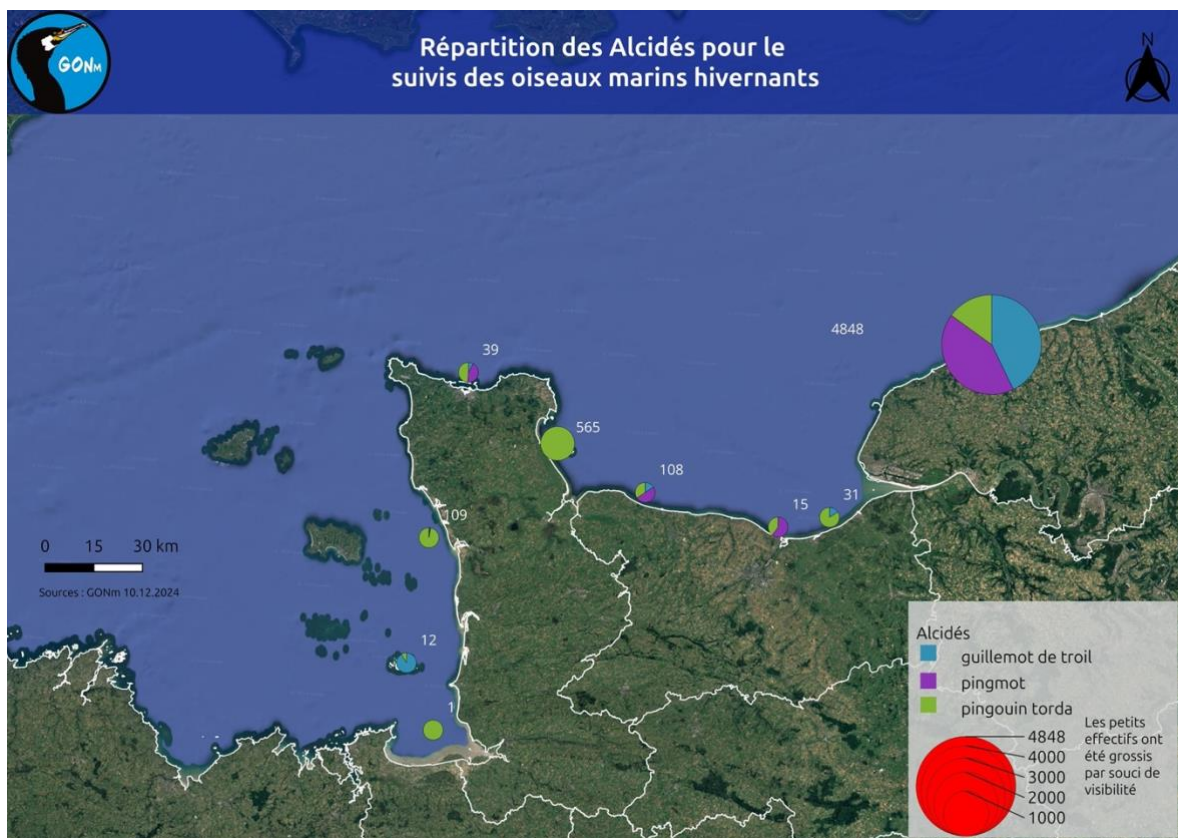 GONm
Répartition des Alcidés pour le
suivis des oiseaux marins hivernants
N
4848
39
565
108
15
31
109
0 15 30 km
Sources : GONm 10.12.2024
12
1
Alcidés
guillemot de troil
pingmot
pingouin torda
4848
4000
3000
2000
1000
Les petits
effectifs ont
été grossis
par souci de
visibilité